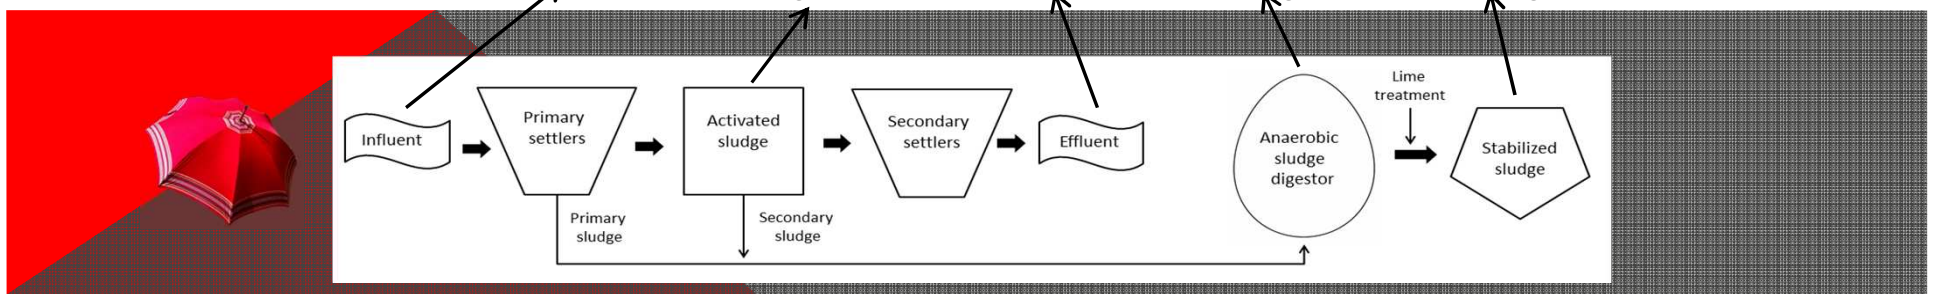 Influent
Primary
settlers
Activated
sludge
Secondary
settlers
Effluent
Primary
sludge
Secondary
sludge
Anaerobic
sludge
digestor
Lime
treatment
Stabilized
sludge